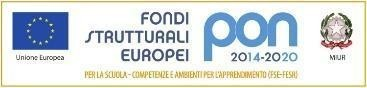 FONDI
STRUTTURALI
EUROPEI
pon
2014-2020
Unione Europea
MIUR
PER LA SCUOLA - COMPETENZE E AMBIENTI PER L'APPRENDIMENTO (FSE-FESR)